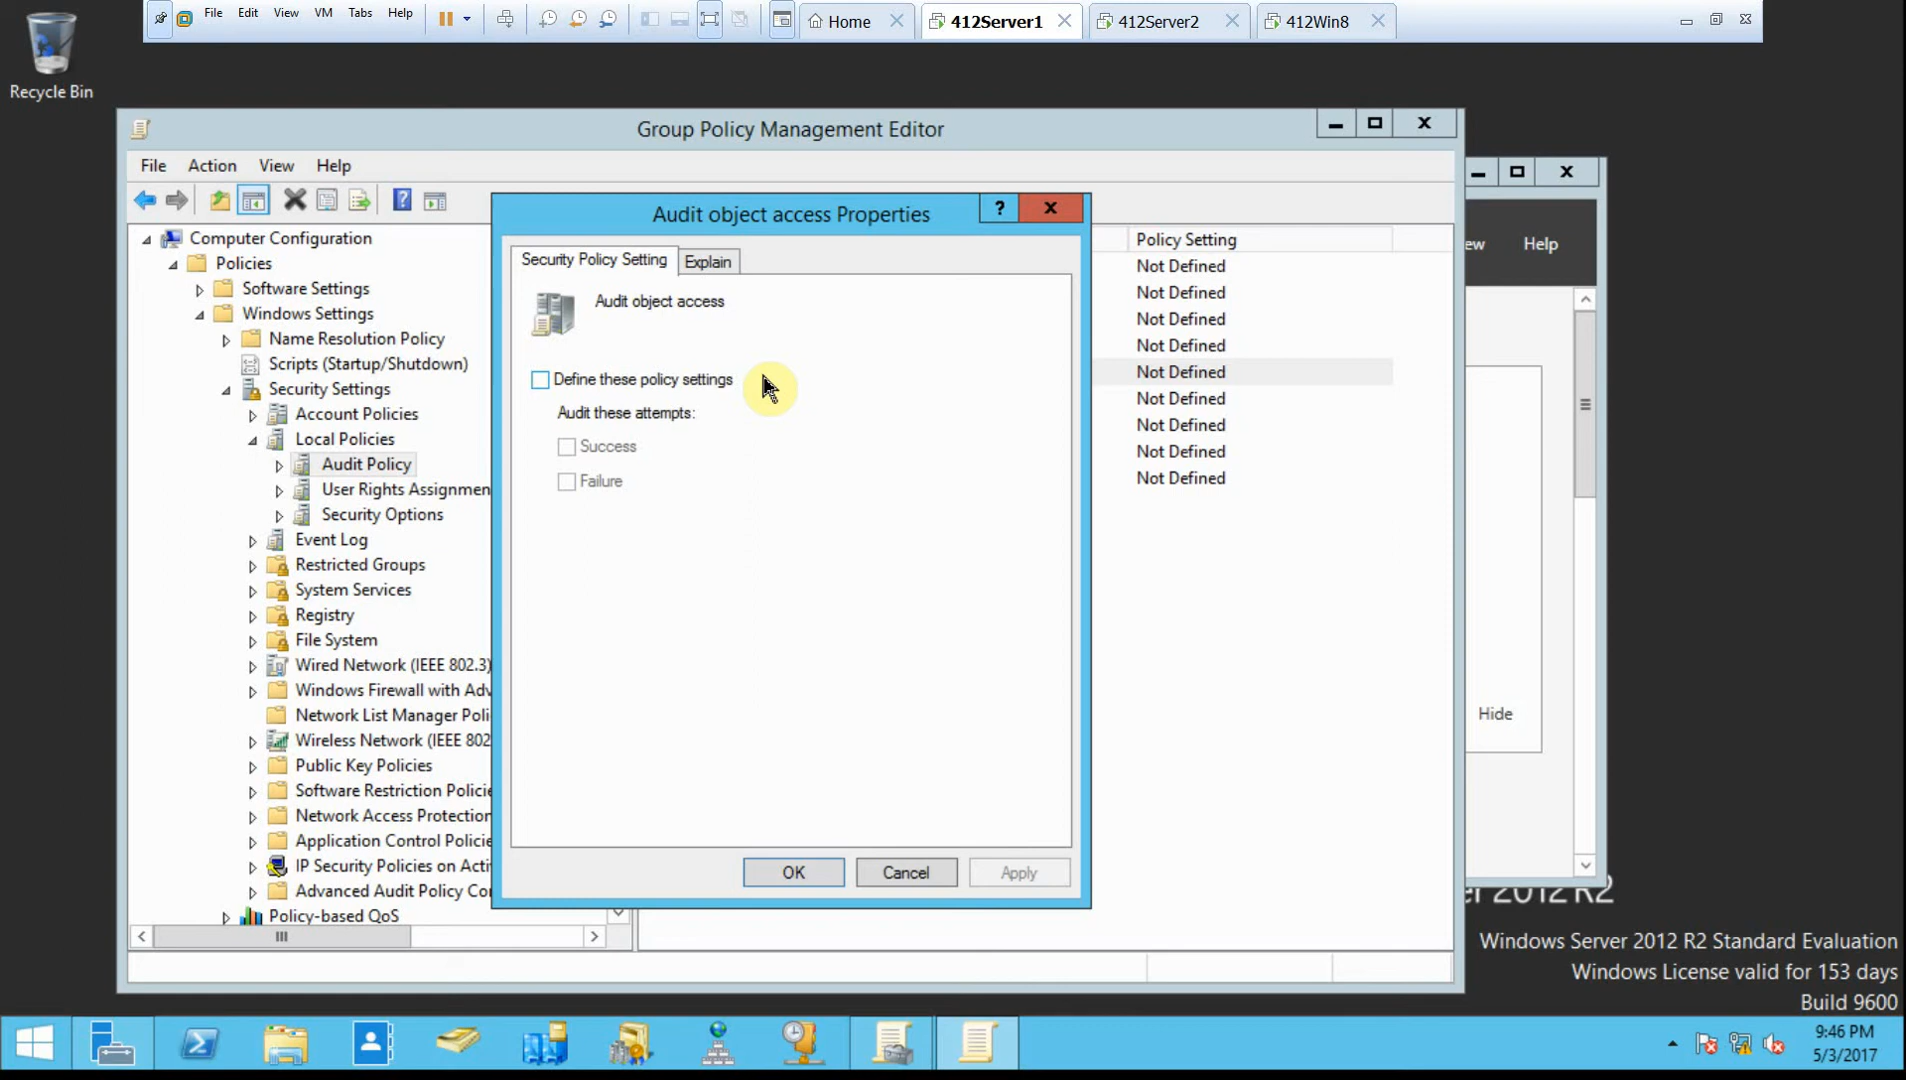 File Edit View VM Tabs Help
Home
412Server1
412Server2
412Win8
Recycle Bin
Group Policy Management Editor
File Action View Help
Computer Configuration
Policies
Software Settings
Windows Settings
Name Resolution Policy
Scripts (Startup/Shutdown)
Security Settings
Account Policies
Local Policies
Audit Policy
User Rights Assignmen
Security Options
Event Log
Restricted Groups
System Services
Registry
File System
Wired Network (IEEE 802.3)
Windows Firewall with Adv
Network List Manager Poli
Wireless Network (IEEE 802
Public Key Policies
Software Restriction Policie
Network Access Protection
Application Control Policie
IP Security Policies on Acti
Advanced Audit Policy Co
Policy-based QoS
Audit object access Properties
?
Security Policy Setting
Explain
Audit object access
Define these policy settings
Audit these attempts:
Success
Failure
OK
Cancel
Apply
Policy Setting
Not Defined
Not Defined
Not Defined
Not Defined
Not Defined
Not Defined
Not Defined
Not Defined
Not Defined
ew Help
Hide
er 2012 R2
Windows Server 2012 R2 Standard Evaluation
Windows License valid for 153 days
Build 9600
9:46 PM
5/3/2017